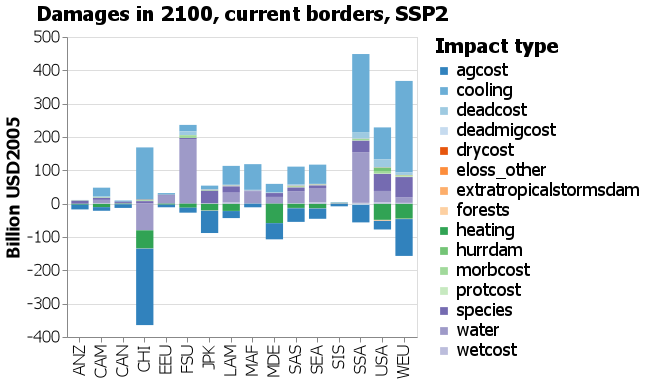 Damages in 2100, current borders, SSP2
Billion USD2005
500
400
300
200
100
0
-100
-200
-300
-400
ANZ
CAM
CAN
CHI
EEU
FSU
JPK
LAM
MAF
MDE
SAS
SEA
SIS
SSA
USA
WEU
Impact type
agcost
cooling
deadcost
deadmigcost
drycost
eloss_other
extratropicalstormsdam
forests
heating
hurrdam
morbcost
protcost
species
water
wetcost